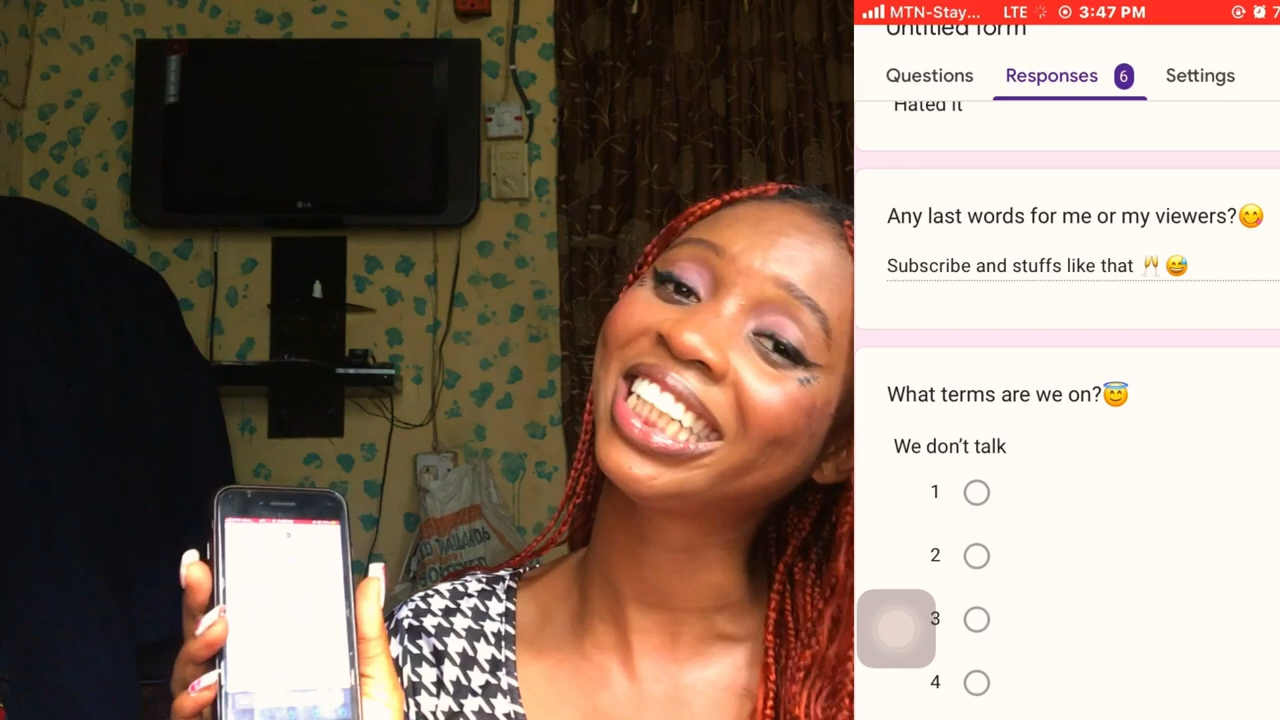 LG
MTN-Stay... LTE 3:47 PM 7
Untitled form
Questions Responses 6 Settings
Hated it
Any last words for me or my viewers?😋
Subscribe and stuffs like that 🥂 😅
What terms are we on?😇
We don't talk
1
2
3
4